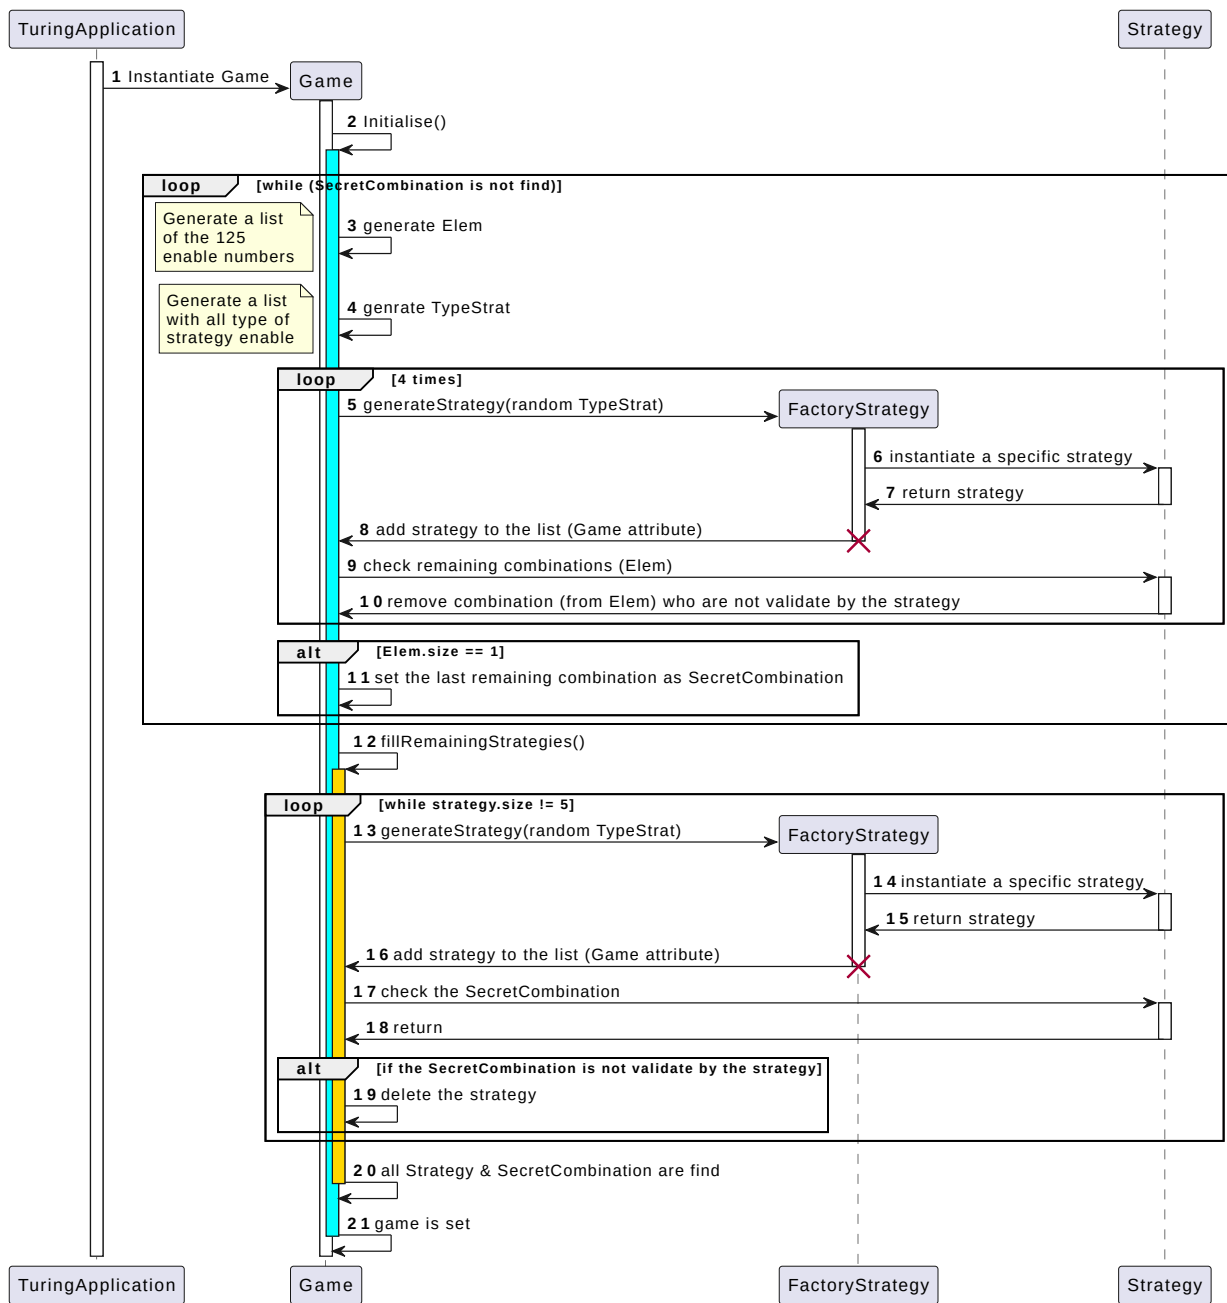 TuringApplication
Strategy
1 Instantiate Game
Game
2 Initialise()
loop [while (SecretCombination is not find)]
Generate a list
of the 125
enable numbers
3 generate Elem
Generate a list
with all type of
strategy enable
4 genrate TypeStrat
loop [4 times]
5 generateStrategy(random TypeStrat)
FactoryStrategy
6 instantiate a specific strategy
7 return strategy
8 add strategy to the list (Game attribute)
9 check remaining combinations (Elem)
10 remove combination (from Elem) who are not validate by the strategy
alt [Elem.size == 1]
11 set the last remaining combination as SecretCombination
12 fillRemainingStrategies()
loop [while strategy.size != 5]
13 generateStrategy(random TypeStrat)
FactoryStrategy
14 instantiate a specific strategy
15 return strategy
16 add strategy to the list (Game attribute)
17 check the SecretCombination
18 return
alt [if the SecretCombination is not validate by the strategy]
19 delete the strategy
20 all Strategy & SecretCombination are find
21 game is set
TuringApplication
Game
FactoryStrategy
Strategy